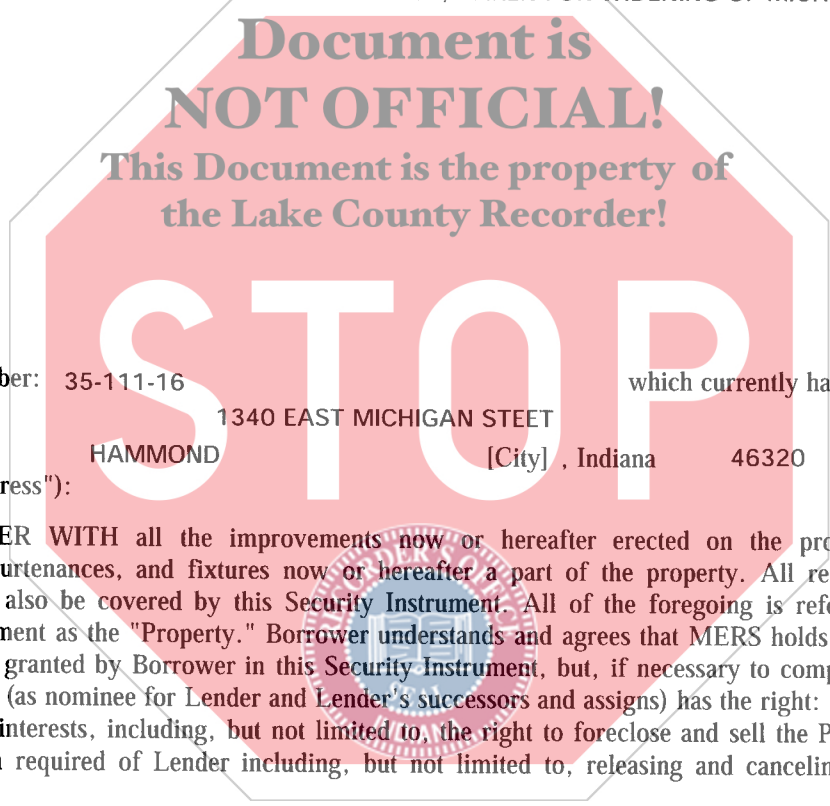 Document is
NOT OFFICIAL!
This Document is the property of
the Lake County Recorder!
STOP
ber: 35-111-16 which currently ha
1340 EAST MICHIGAN STEET
HAMMOND [City] , Indiana 46320
ress"):
ER WITH all the improvements now or hereafter erected on the pro
urtenances, and fixtures now or hereafter a part of the property. All re
also be covered by this Security Instrument. All of the foregoing is refe
ment as the "Property." Borrower understands and agrees that MERS holds
granted by Borrower in this Security Instrument, but, if necessary to comp
(as nominee for Lender and Lender's successors and assigns) has the right:
interests, including, but not limited to, the right to foreclose and sell the P
required of Lender including, but not limited to, releasing and cancelin